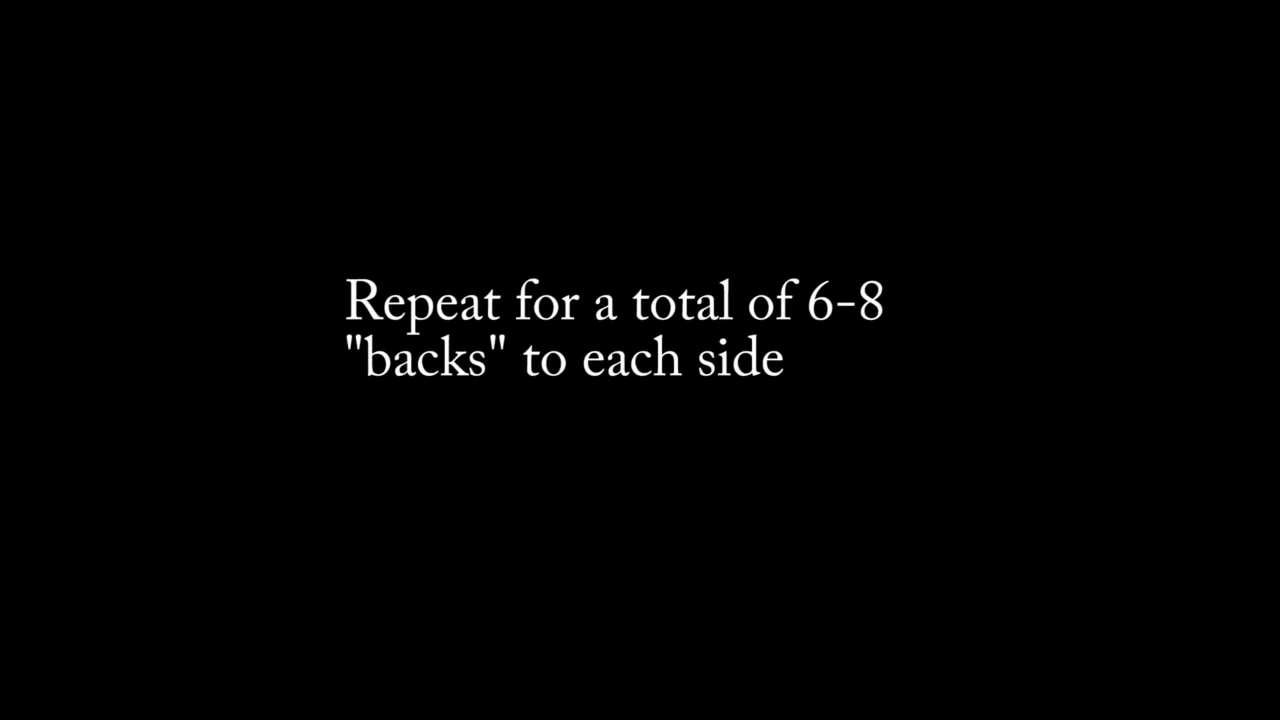 Repeat for a total of 6-8
"backs" to each side